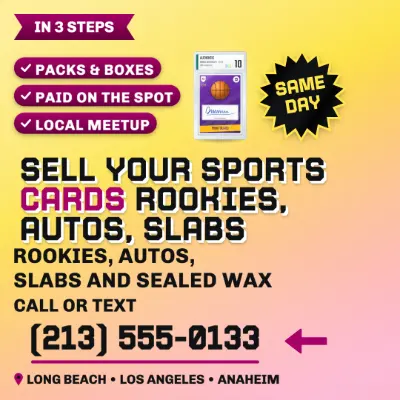 IN 3 STEPS
PACKS & BOXES
PAID ON THE SPOT
LOCAL MEETUP
10
SAME
DAY
SELL YOUR SPORTS
CARDS ROOKIES,
AUTOS, SLABS
ROOKIES, AUTOS,
SLABS AND SEALED WAX
CALL OR TEXT
(213) 555-0133
LONG BEACH • LOS ANGELES • ANAHEIM